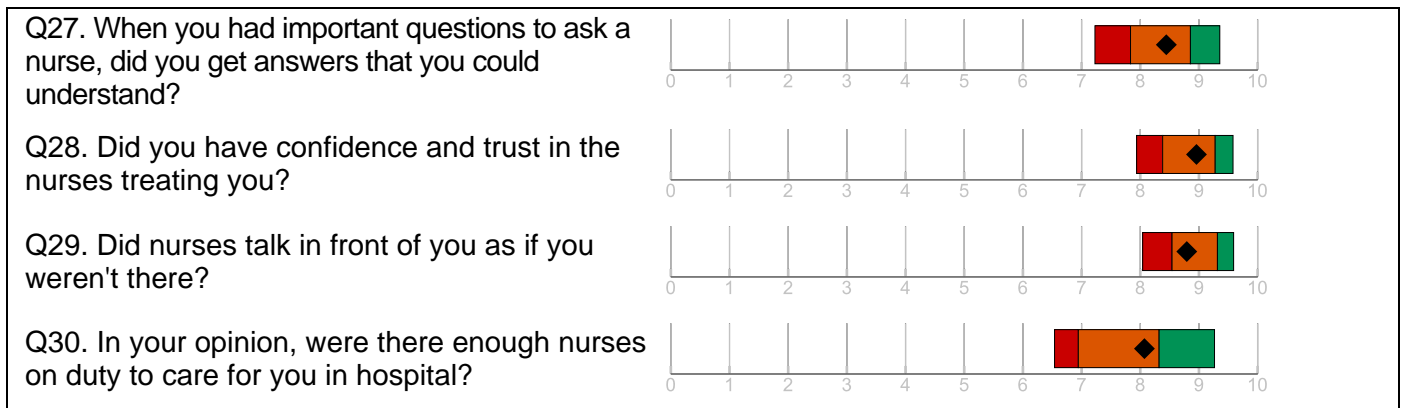 Q27. When you had important questions to ask a
nurse, did you get answers that you could
understand?
0 1 2 3 4 5 6 7 8 9 10
Q28. Did you have confidence and trust in the
nurses treating you?
0 1 2 3 4 5 6 7 8 9 10
Q29. Did nurses talk in front of you as if you
weren't there?
0 1 2 3 4 5 6 7 8 9 10
Q30. In your opinion, were there enough nurses
on duty to care for you in hospital?
0 1 2 3 4 5 6 7 8 9 10